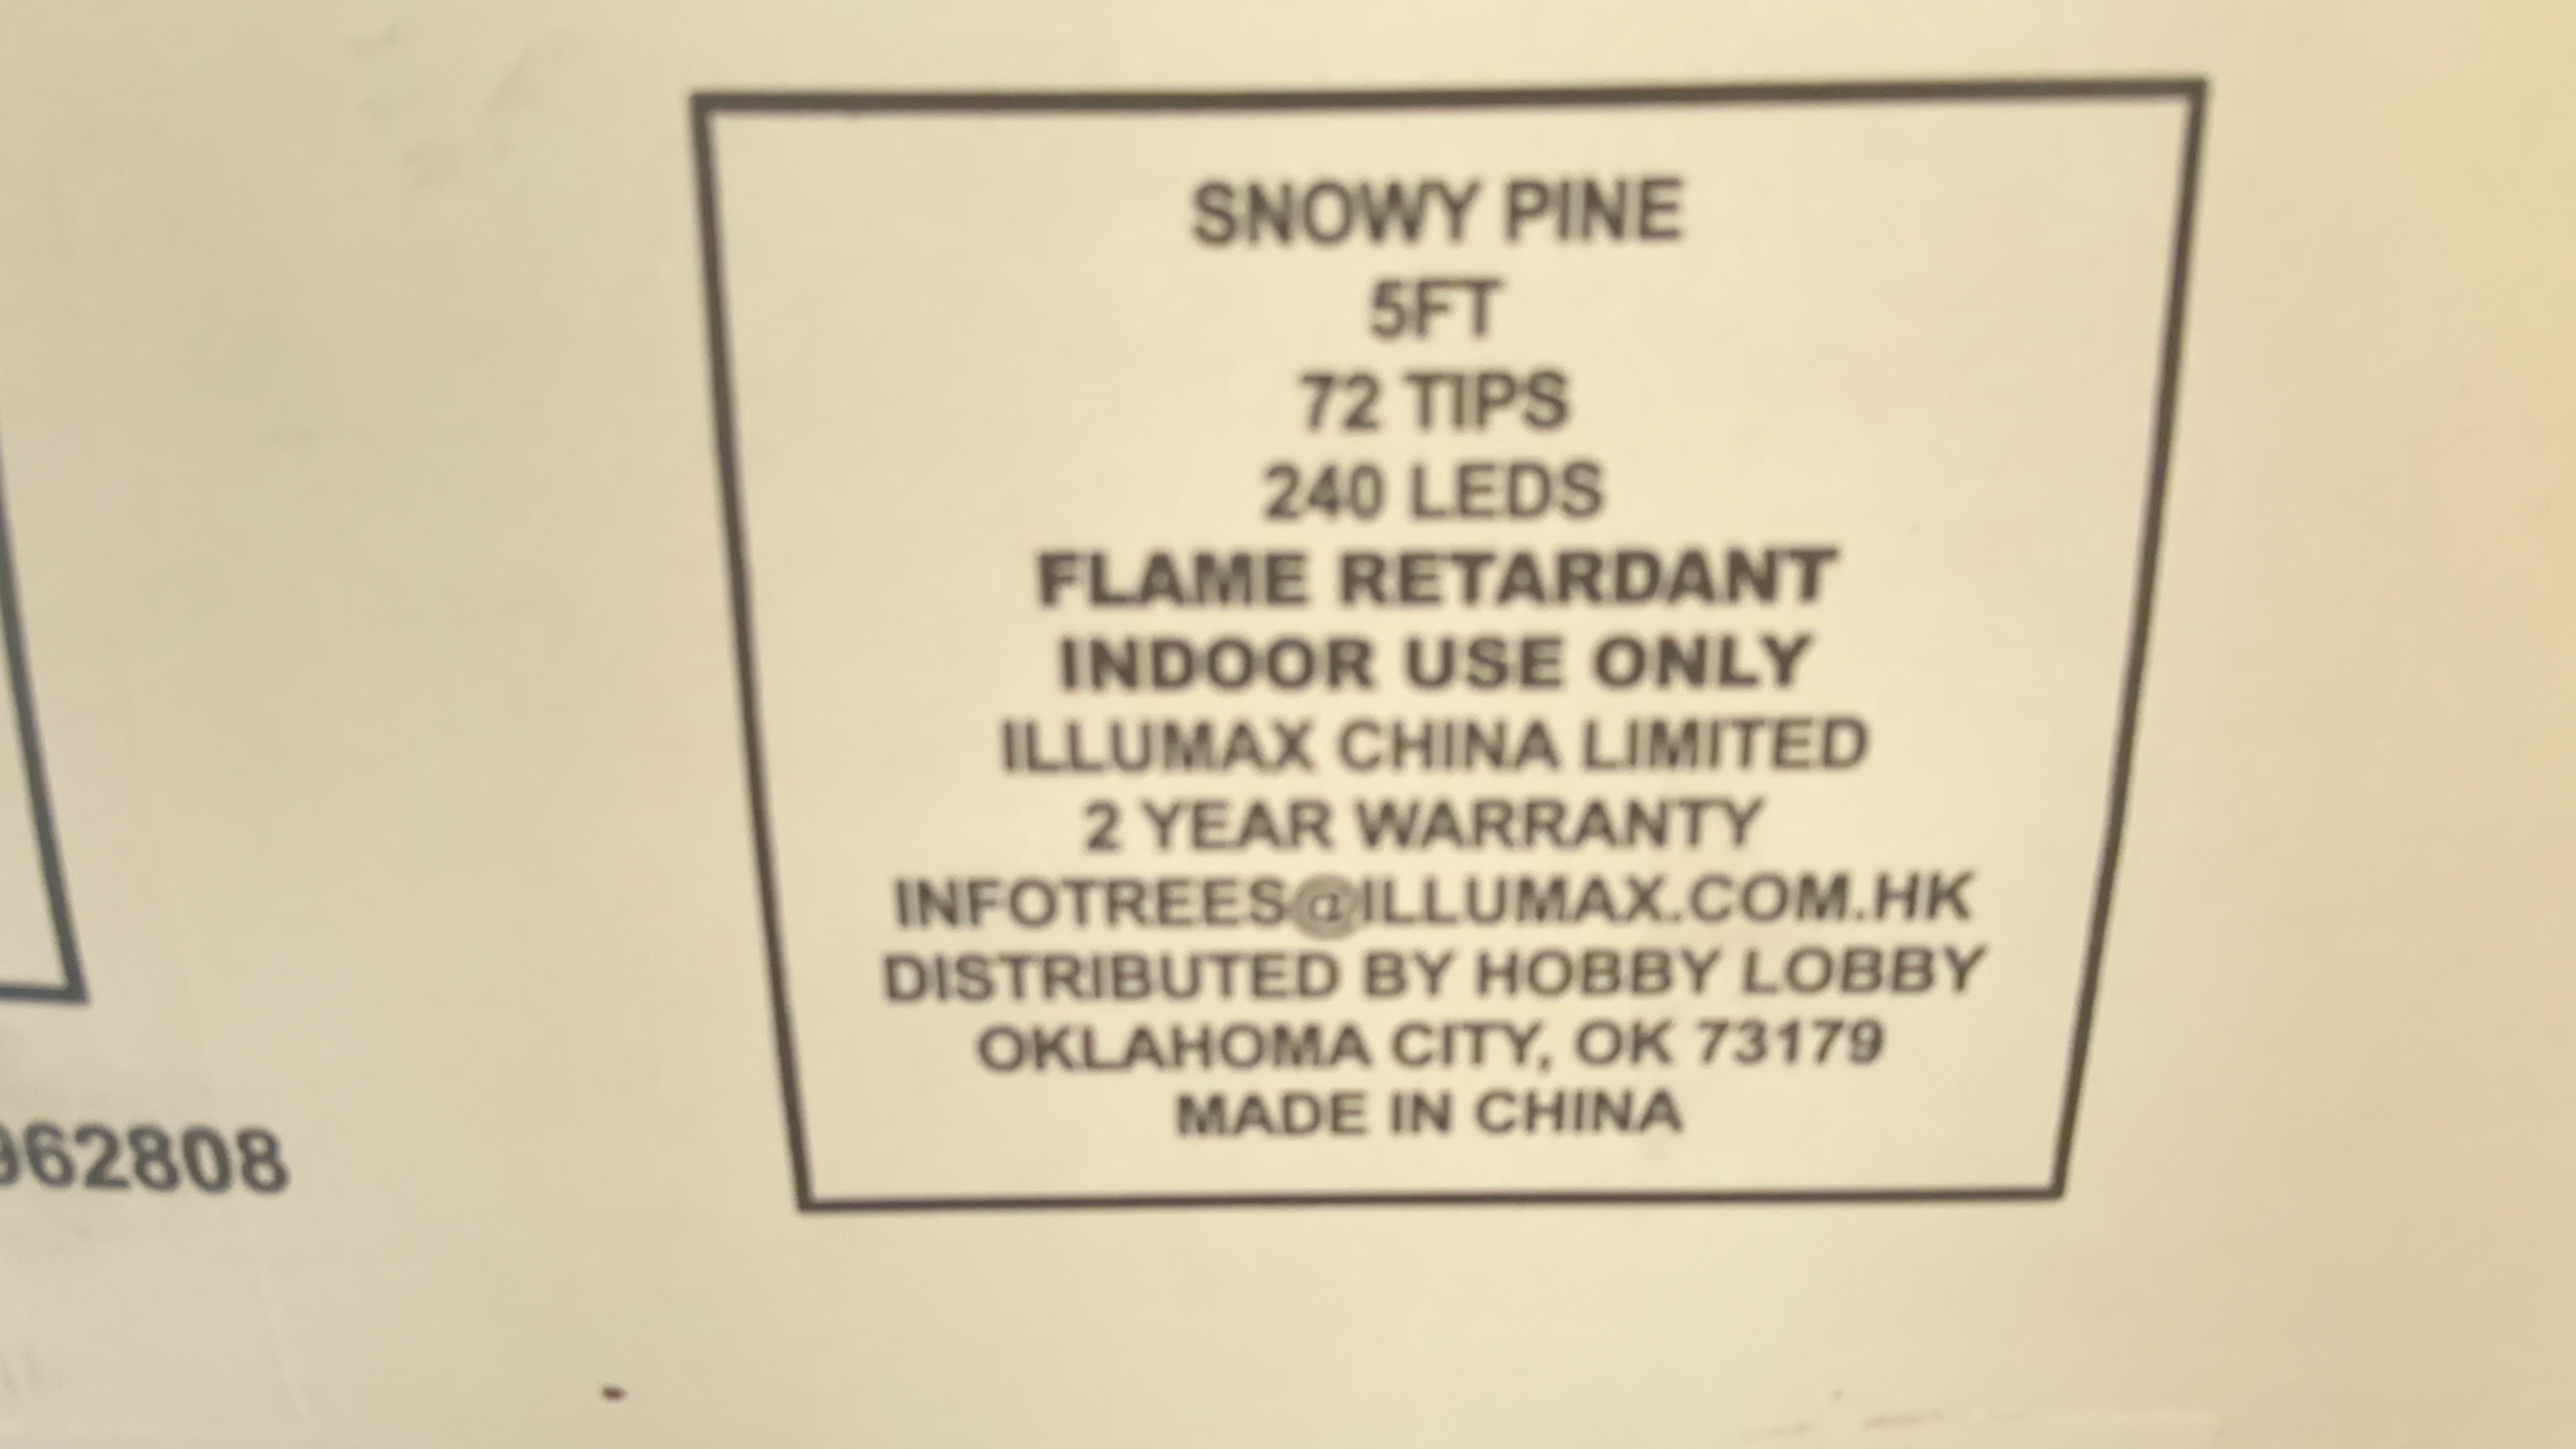 SNOWY PINE
5FT
72 TIPS
240 LEDS
FLAME RETARDANT
INDOOR USE ONLY
ILLUMAX CHINA LIMITED
2 YEAR WARRANTY
INFOTREES@ILLUMAX.COM.HK
DISTRIBUTED BY HOBBY LOBBY
OKLAHOMA CITY, OK 73179
MADE IN CHINA
962808